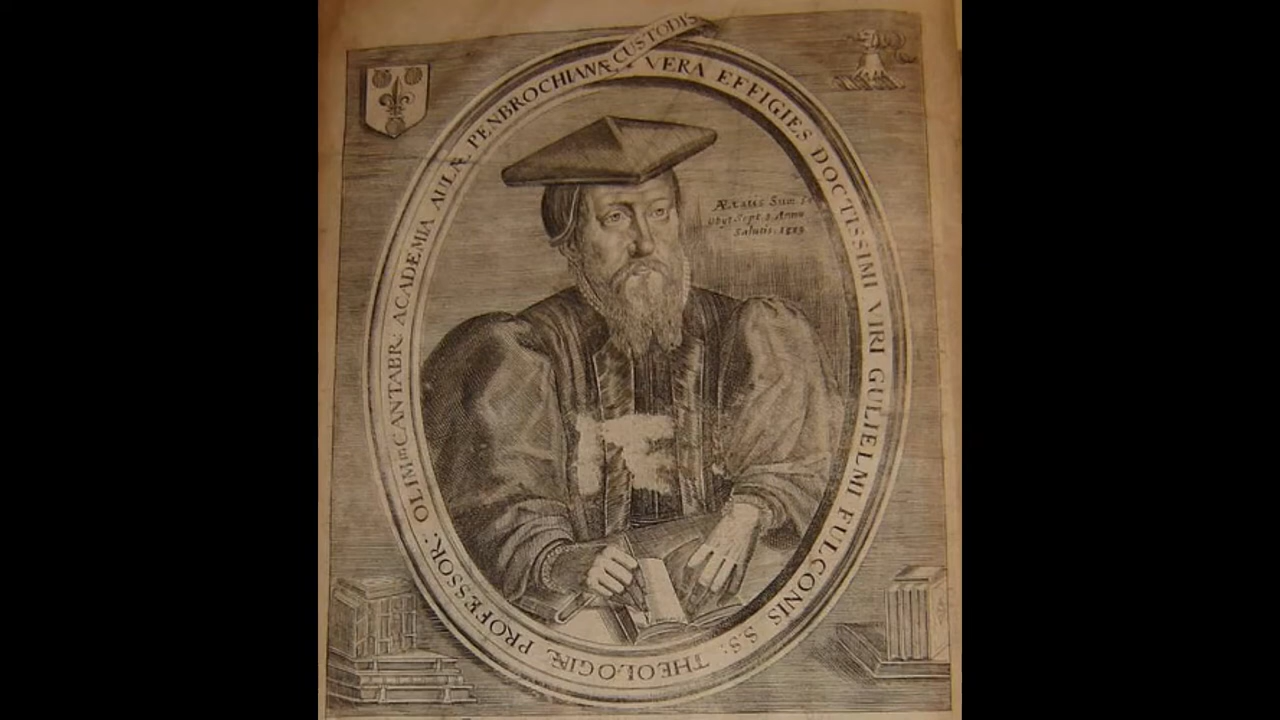 VERA EFFIGIES DOCTISSIMI VIRI GULIELMI FULCONIS S.S: THEOLOGIÆ PROFESSOR: OLIM in CANTABR: ACADEMIA AULÆ PENBROCHIANÆ CUSTODIS
Ætatis Suæ
Obyt Sept. Anno
Salutis. 1589